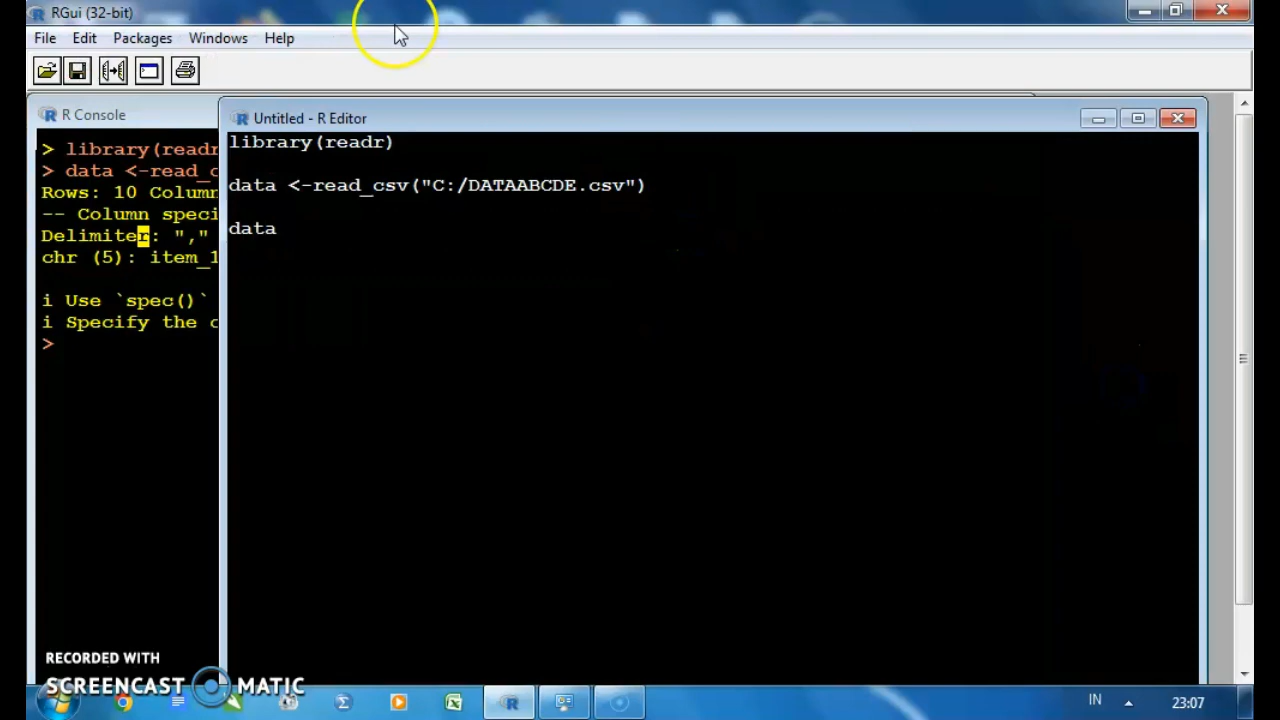 RGui (32-bit)
File Edit Packages Windows Help
R Console
> library(readr
> data <-read_c
Rows: 10 Column
-- Column speci
Delimiter: ","
chr (5): item_1
i Use `spec()`
i Specify the c
>
Untitled - R Editor
library(readr)
data <-read_csv("C:/DATAABCDE.csv")
data
RECORDED WITH
SCREENCAST MATIC
IN
23:07